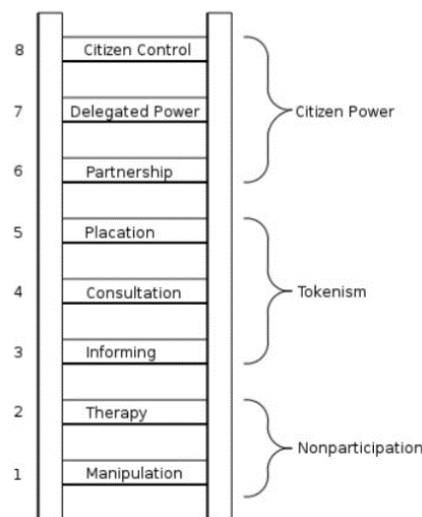 8 Citizen Control
7 Delegated Power
Citizen Power
6 Partnership
5 Placation
4 Consultation
Tokenism
3 Informing
2 Therapy
Nonparticipation
1 Manipulation